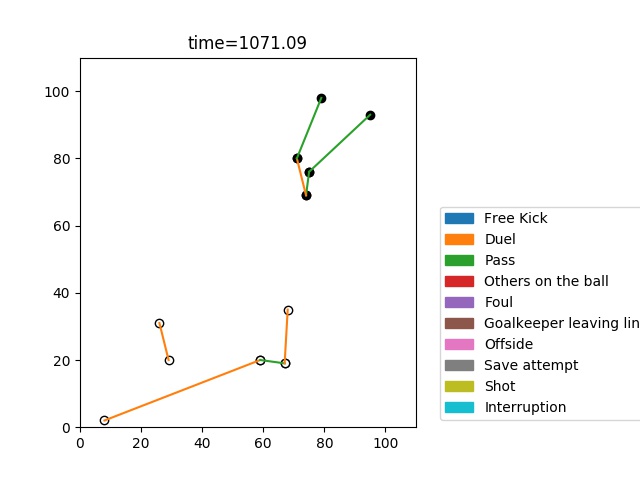 time=1071.09
100
80
60
40
20
0
0 20 40 60 80 100
Free Kick
Duel
Pass
Others on the ball
Foul
Goalkeeper leaving lin
Offside
Save attempt
Shot
Interruption